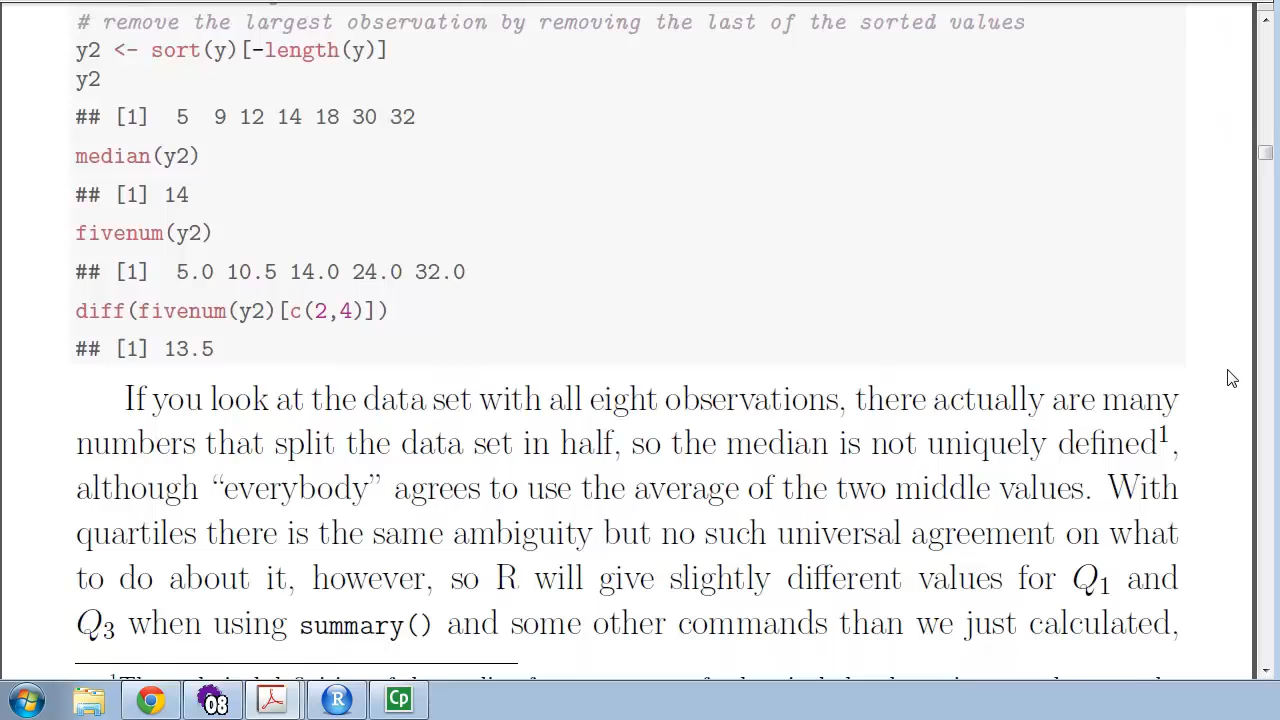 # remove the largest observation by removing the last of the sorted values
y2 <- sort(y)[-length(y)]
y2
## [1]  5  9 12 14 18 30 32
median(y2)
## [1] 14
fivenum(y2)
## [1]  5.0 10.5 14.0 24.0 32.0
diff(fivenum(y2)[c(2,4)])
## [1] 13.5
If you look at the data set with all eight observations, there actually are many
numbers that split the data set in half, so the median is not uniquely defined¹,
although “everybody” agrees to use the average of the two middle values. With
quartiles there is the same ambiguity but no such universal agreement on what
to do about it, however, so R will give slightly different values for Q₁ and
Q₃ when using summary() and some other commands than we just calculated,
08
R
Cp